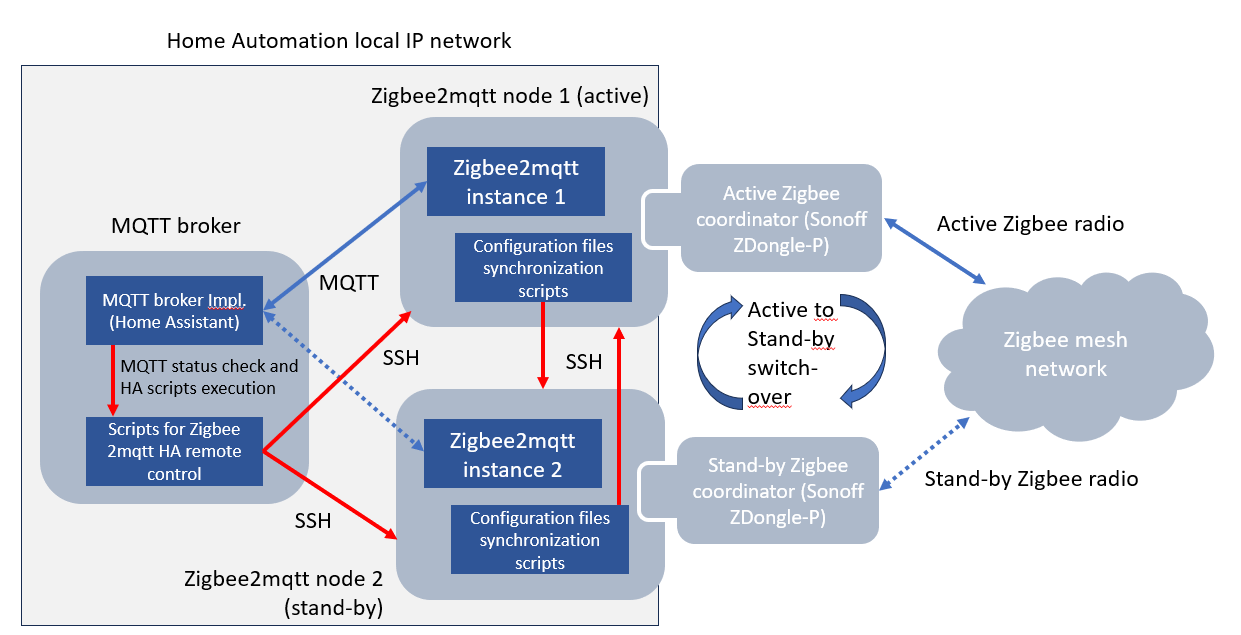 Home Automation local IP network
Zigbee2mqtt node 1 (active)
Zigbee2mqtt
instance 1
Configuration files
synchronization
scripts
Active Zigbee
coordinator (Sonoff
ZDongle-P)
Active Zigbee radio
MQTT broker
MQTT broker Impl.
(Home Assistant)
MQTT
MQTT status check and
HA scripts execution
Scripts for Zigbee
2mqtt HA remote
control
SSH
SSH
SSH
Active to
Stand-by
switch-
over
Zigbee mesh
network
Zigbee2mqtt
instance 2
Configuration files
synchronization
scripts
Stand-by Zigbee
coordinator (Sonoff
ZDongle-P)
Stand-by Zigbee radio
Zigbee2mqtt node 2
(stand-by)